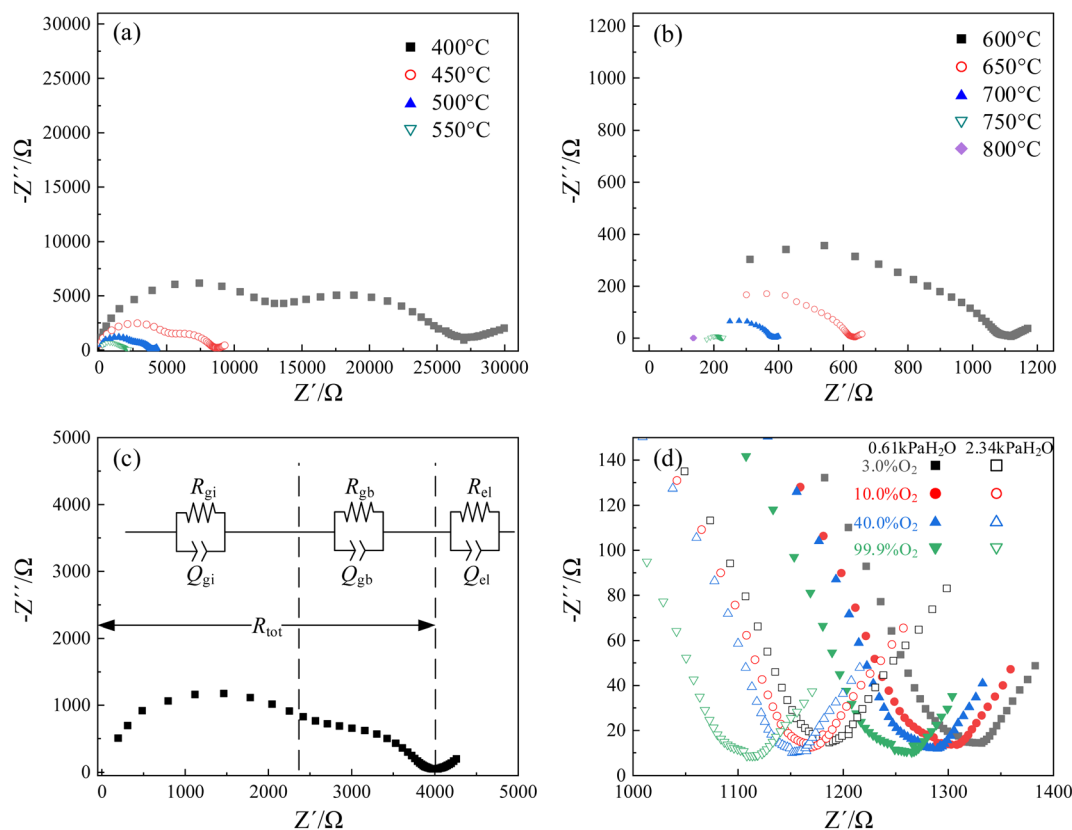 (a)
400°C
450°C
500°C
550°C
-Z´´/Ω
30000
25000
20000
15000
10000
5000
0
0 5000 10000 15000 20000 25000 30000
Z´/Ω
(b)
600°C
650°C
700°C
750°C
800°C
-Z´´/Ω
1200
1000
800
600
400
200
0
0 200 400 600 800 1000 1200
Z´/Ω
(c)
Rgi Rgb Rel
Qgi Qgb Qel
Rtot
-Z´´/Ω
5000
4000
3000
2000
1000
0
0 1000 2000 3000 4000 5000
Z´/Ω
(d)
0.61kPaH2O 2.34kPaH2O
3.0%O2
10.0%O2
40.0%O2
99.9%O2
-Z´´/Ω
140
120
100
80
60
40
20
0
1000 1100 1200 1300 1400
Z´/Ω